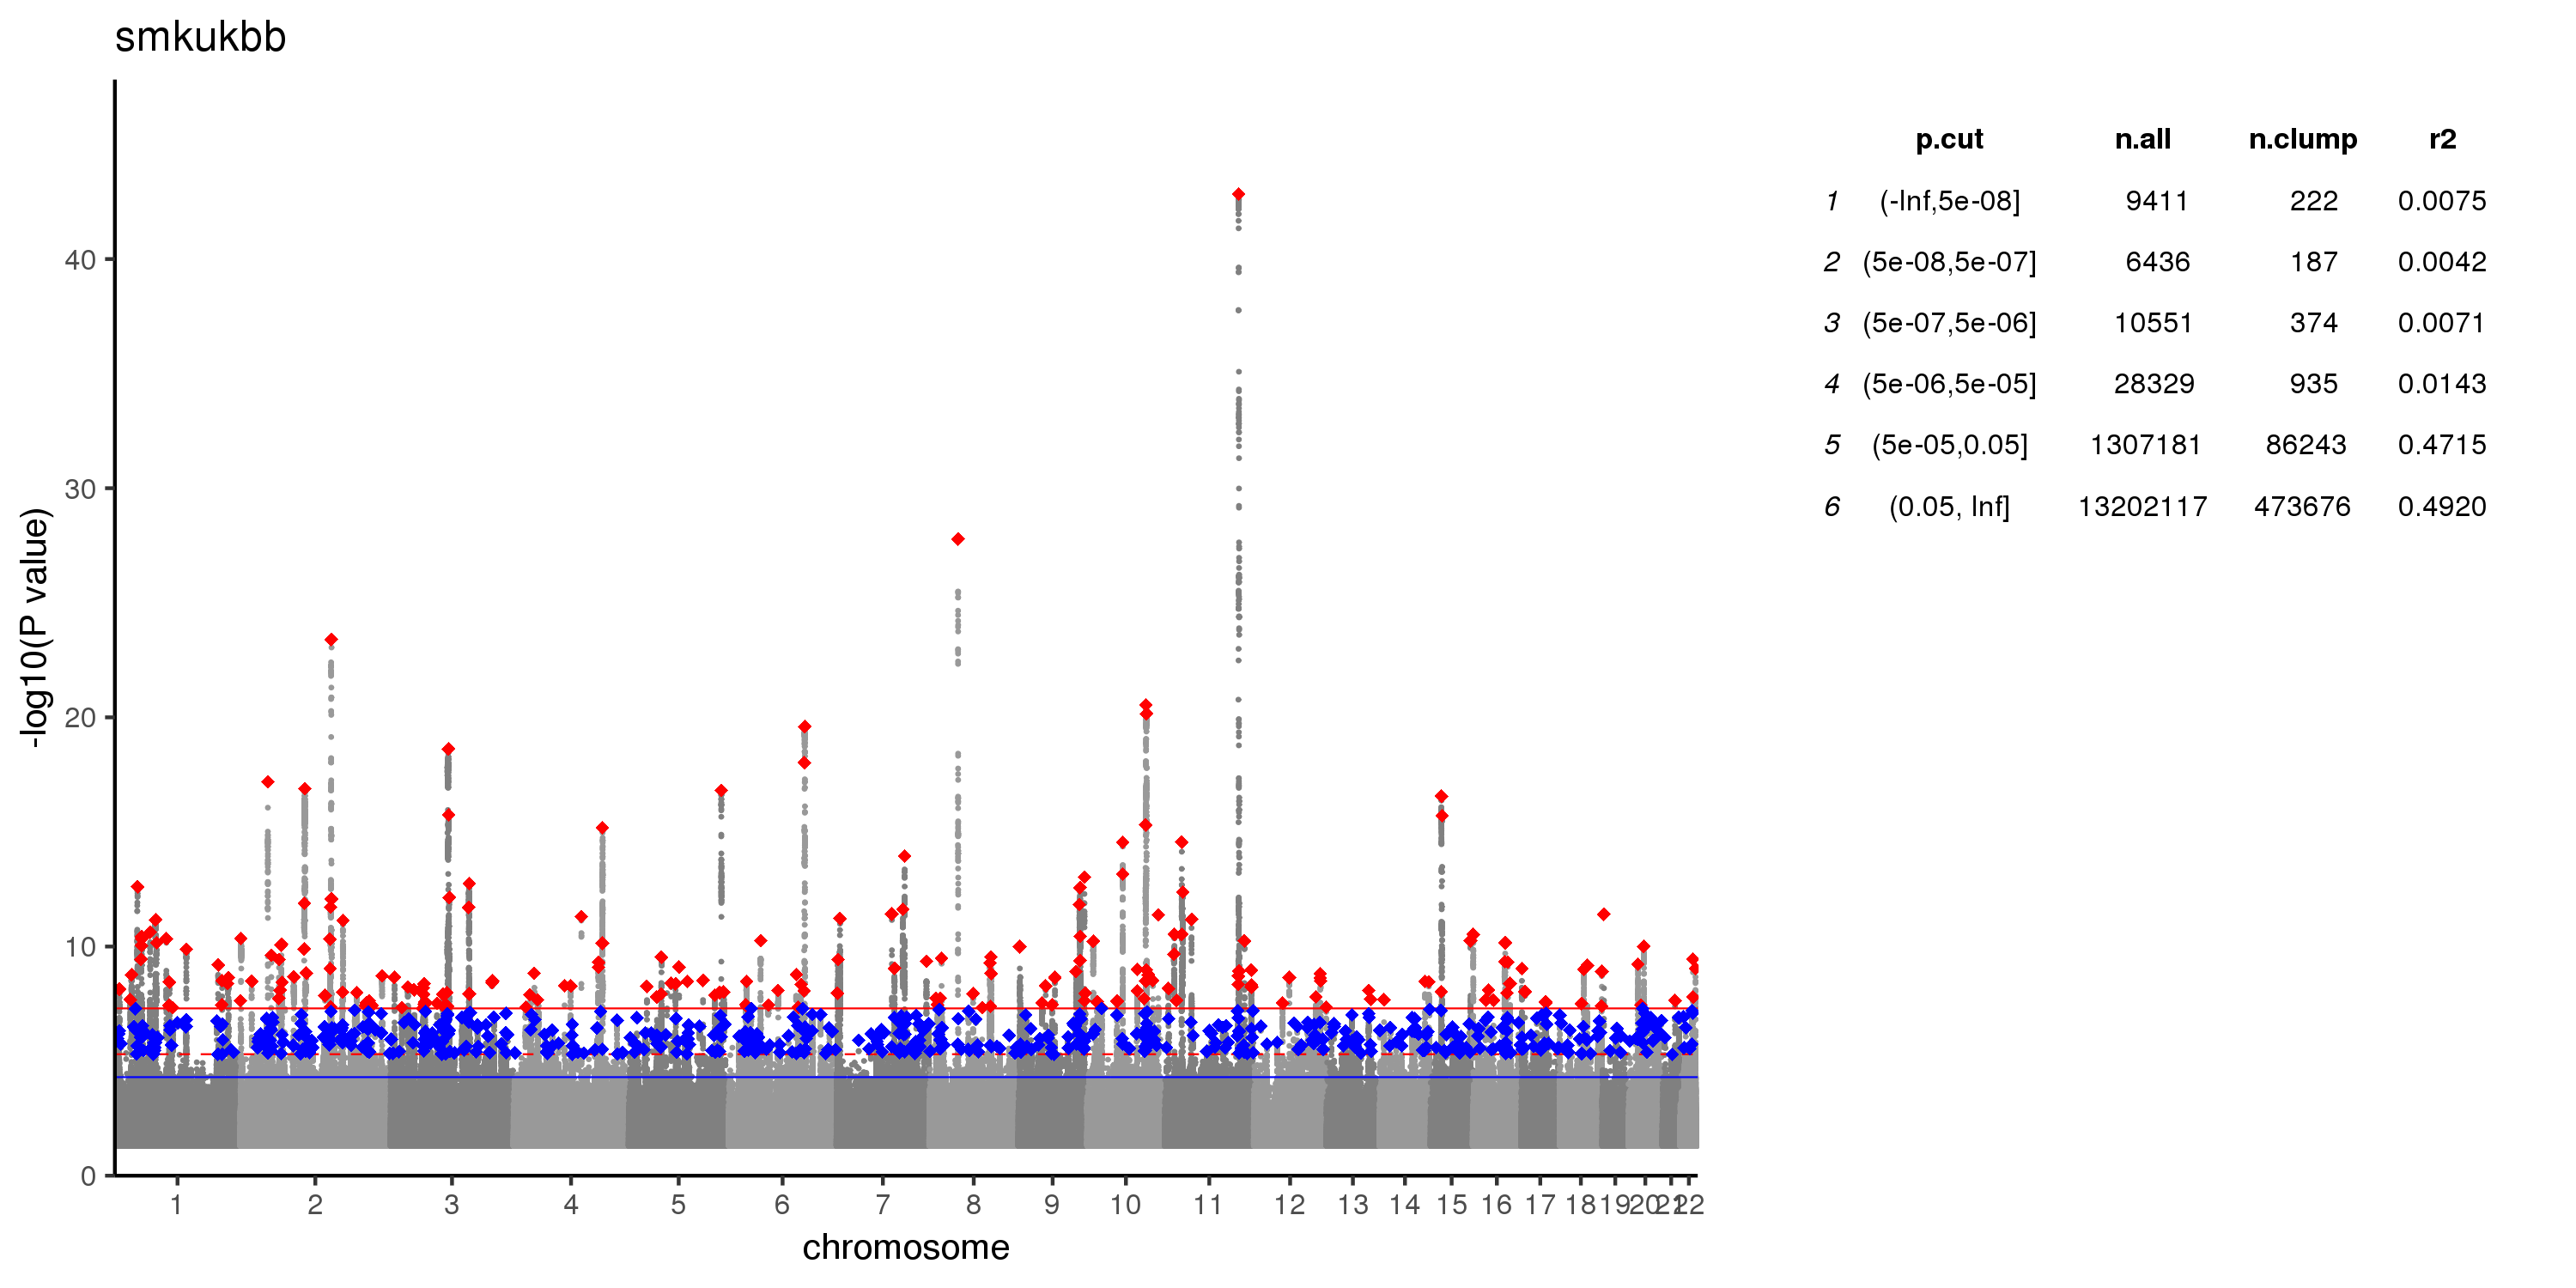 smkukbb
-log10(P value)
40
30
20
10
0
1 2 3 4 5 6 7 8 9 10 11 12 13 14 15 16 17 18 19 20 21 22
chromosome
p.cut n.all n.clump r2
1 (-Inf,5e-08] 9411 222 0.0075
2 (5e-08,5e-07] 6436 187 0.0042
3 (5e-07,5e-06] 10551 374 0.0071
4 (5e-06,5e-05] 28329 935 0.0143
5 (5e-05,0.05] 1307181 86243 0.4715
6 (0.05, Inf] 13202117 473676 0.4920